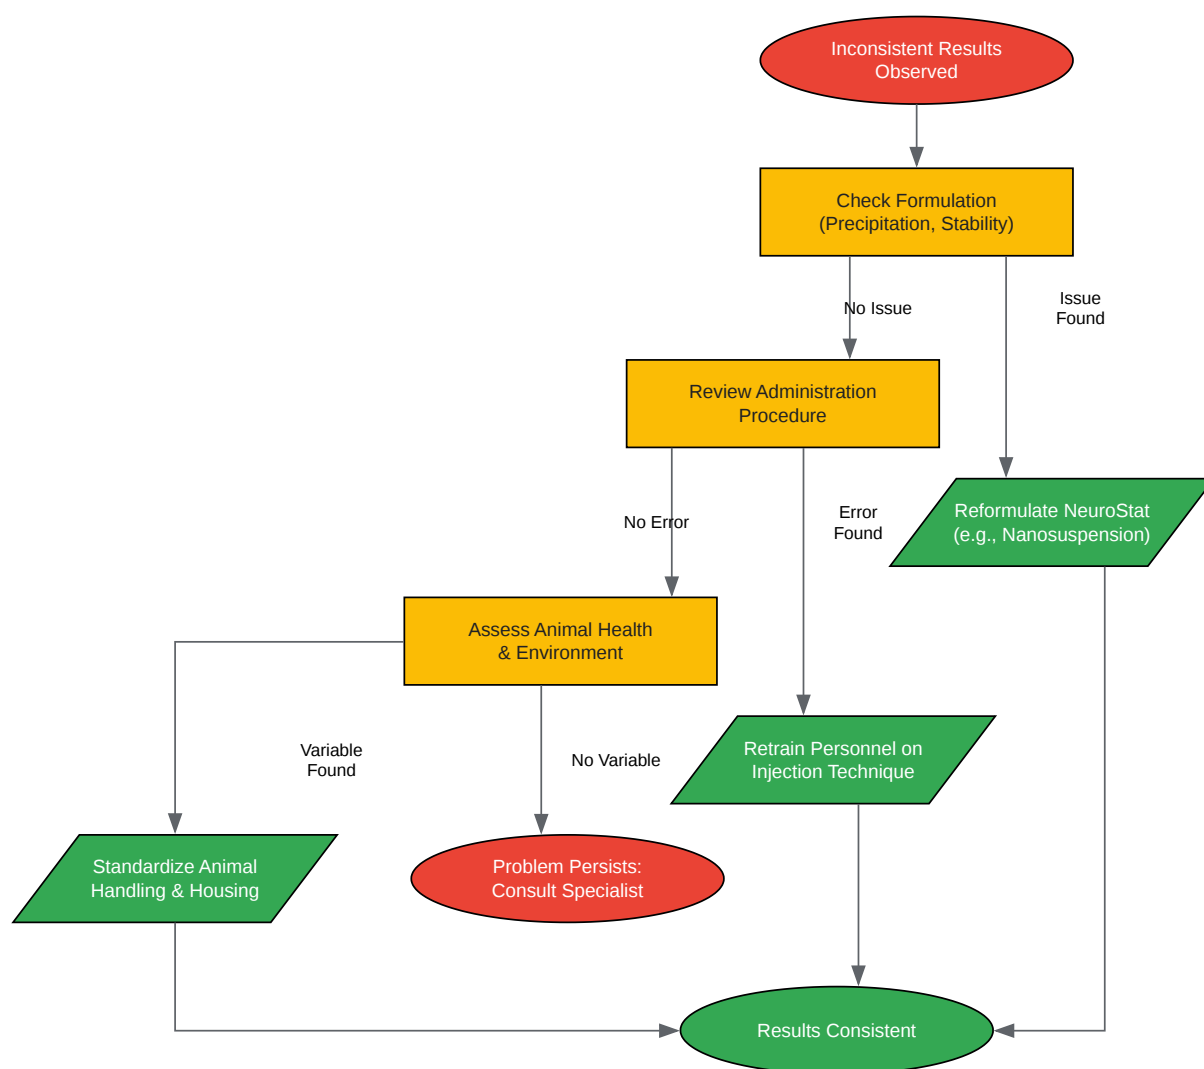 Inconsistent Results
Observed
Check Formulation
(Precipitation, Stability)
No Issue
Issue
Found
Review Administration
Procedure
No Error
Error
Found
Reformulate NeuroStat
(e.g., Nanosuspension)
Assess Animal Health
& Environment
Variable
Found
No Variable
Retrain Personnel on
Injection Technique
Standardize Animal
Handling & Housing
Problem Persists:
Consult Specialist
Results Consistent